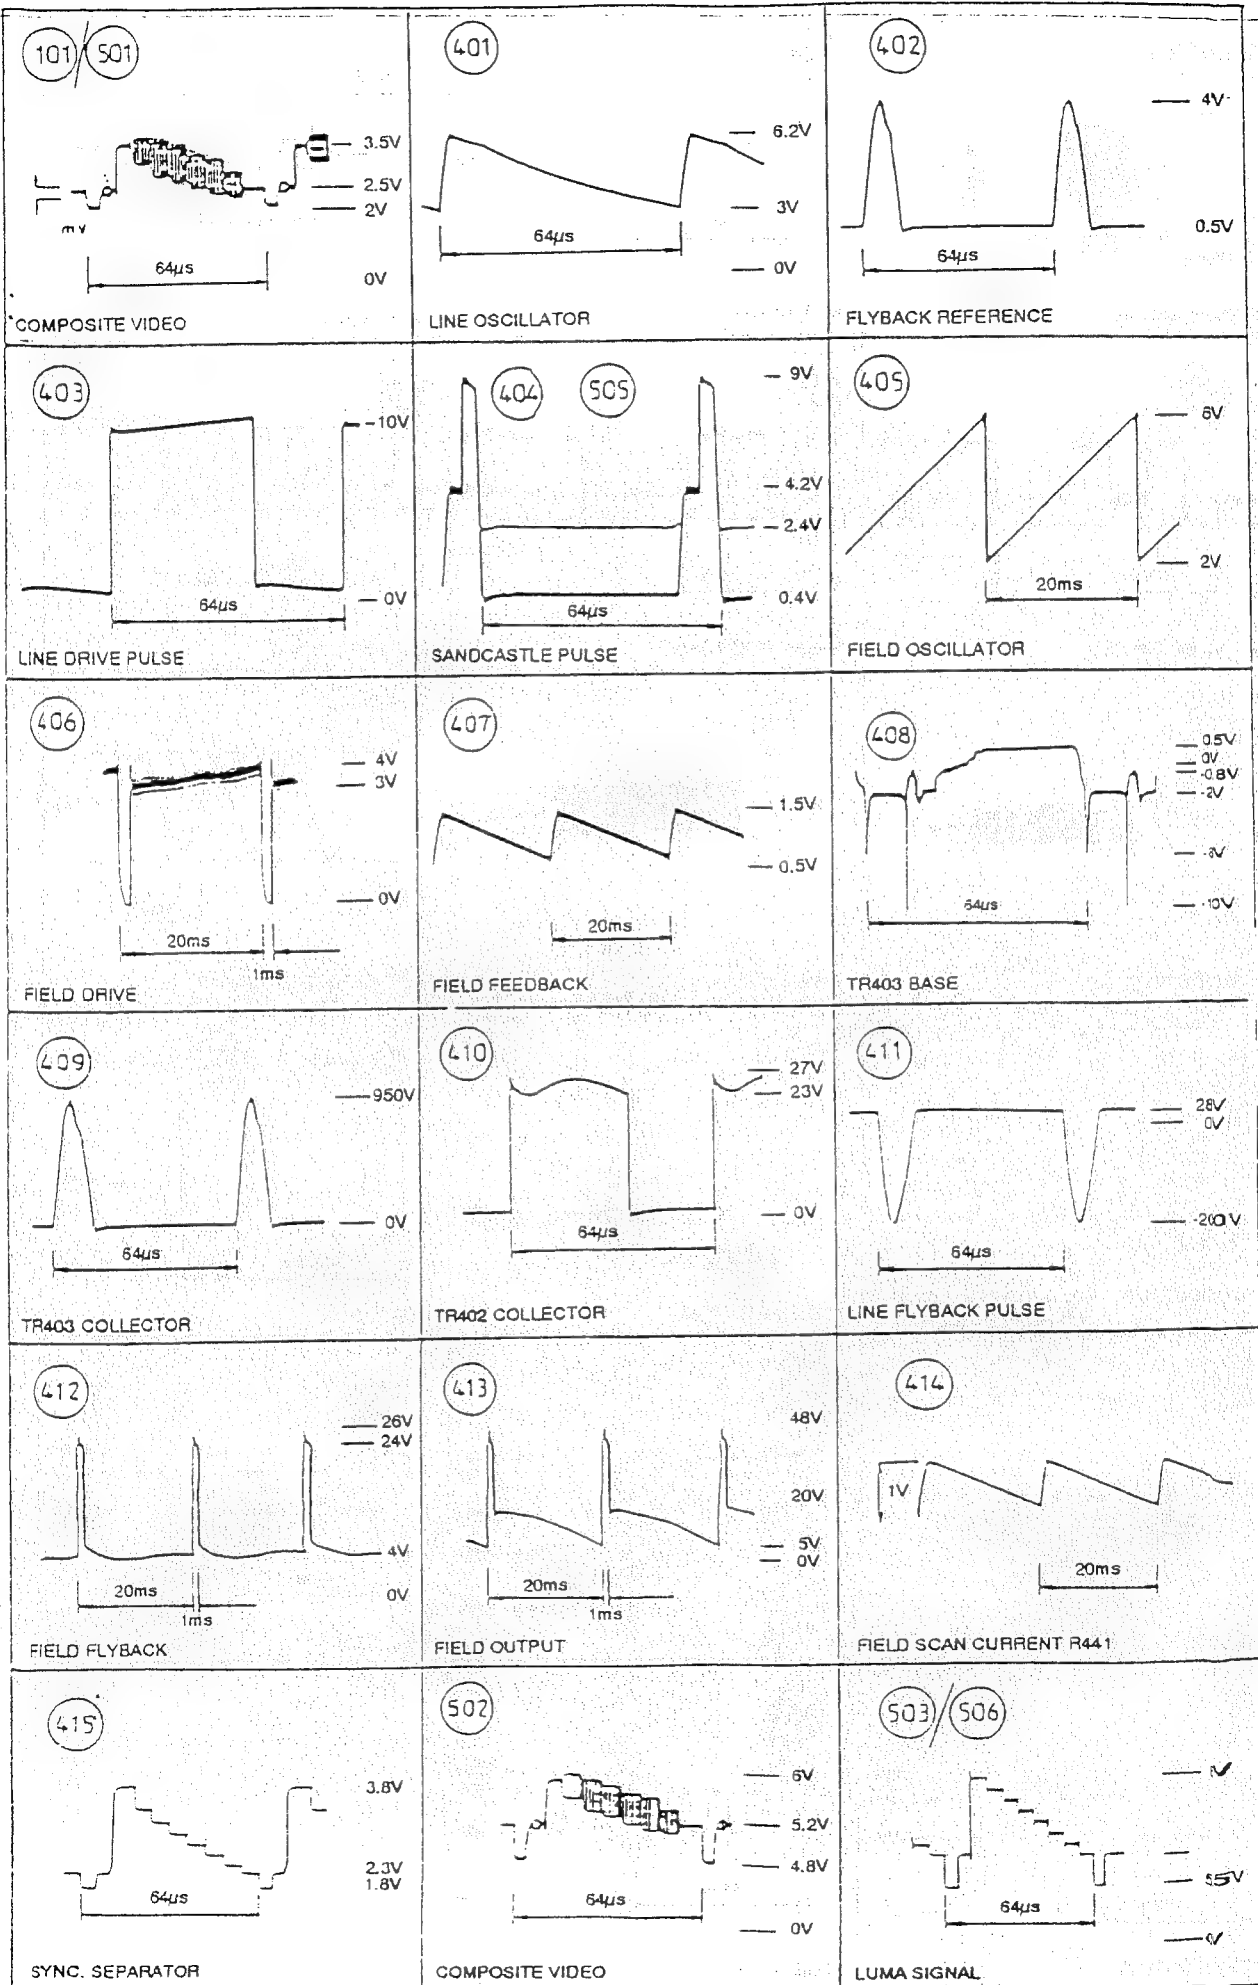 101/501
3.5V
2.5V
2V
mV
64µs
0V
COMPOSITE VIDEO
401
6.2V
3V
64µs
0V
LINE OSCILLATOR
402
4V
0.5V
64µs
FLYBACK REFERENCE
403
10V
0V
64µs
LINE DRIVE PULSE
404 505
9V
4.2V
2.4V
0.4V
64µs
SANDCASTLE PULSE
405
6V
2V
20ms
FIELD OSCILLATOR
406
4V
3V
0V
20ms
1ms
FIELD DRIVE
407
1.5V
0.5V
20ms
FIELD FEEDBACK
408
0.5V
0V
-0.8V
-2V
-8V
-10V
64µs
TR403 BASE
409
950V
0V
64µs
TR403 COLLECTOR
410
27V
23V
0V
64µs
TR402 COLLECTOR
411
28V
0V
-200V
64µs
LINE FLYBACK PULSE
412
26V
24V
4V
0V
20ms
1ms
FIELD FLYBACK
413
48V
20V
5V
0V
20ms
1ms
FIELD OUTPUT
414
1V
20ms
FIELD SCAN CURRENT R441
415
3.8V
2.3V
1.8V
64µs
SYNC. SEPARATOR
502
6V
5.2V
4.8V
0V
64µs
COMPOSITE VIDEO
503/506
64µs
LUMA SIGNAL